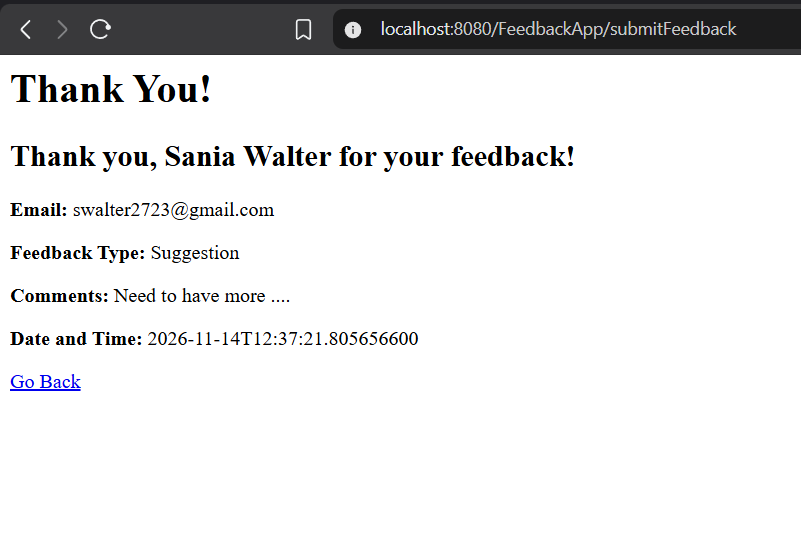 localhost:8080/FeedbackApp/submitFeedback
Thank You!
Thank you, Sania Walter for your feedback!
Email: swalter2723@gmail.com
Feedback Type: Suggestion
Comments: Need to have more ....
Date and Time: 2026-11-14T12:37:21.805656600
Go Back